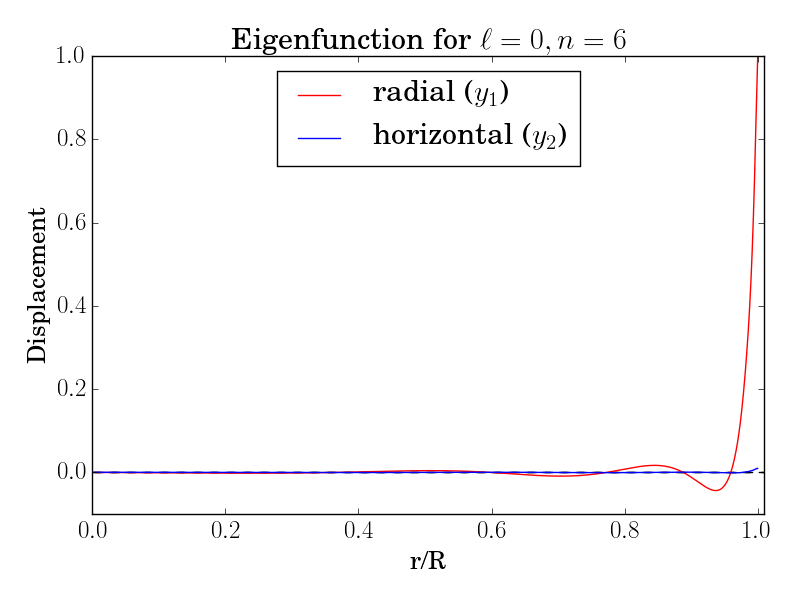 Eigenfunction for ℓ = 0, n = 6
radial (y₁)
horizontal (y₂)
Displacement
1.0
0.8
0.6
0.4
0.2
0.0
0.0 0.2 0.4 0.6 0.8 1.0
r/R